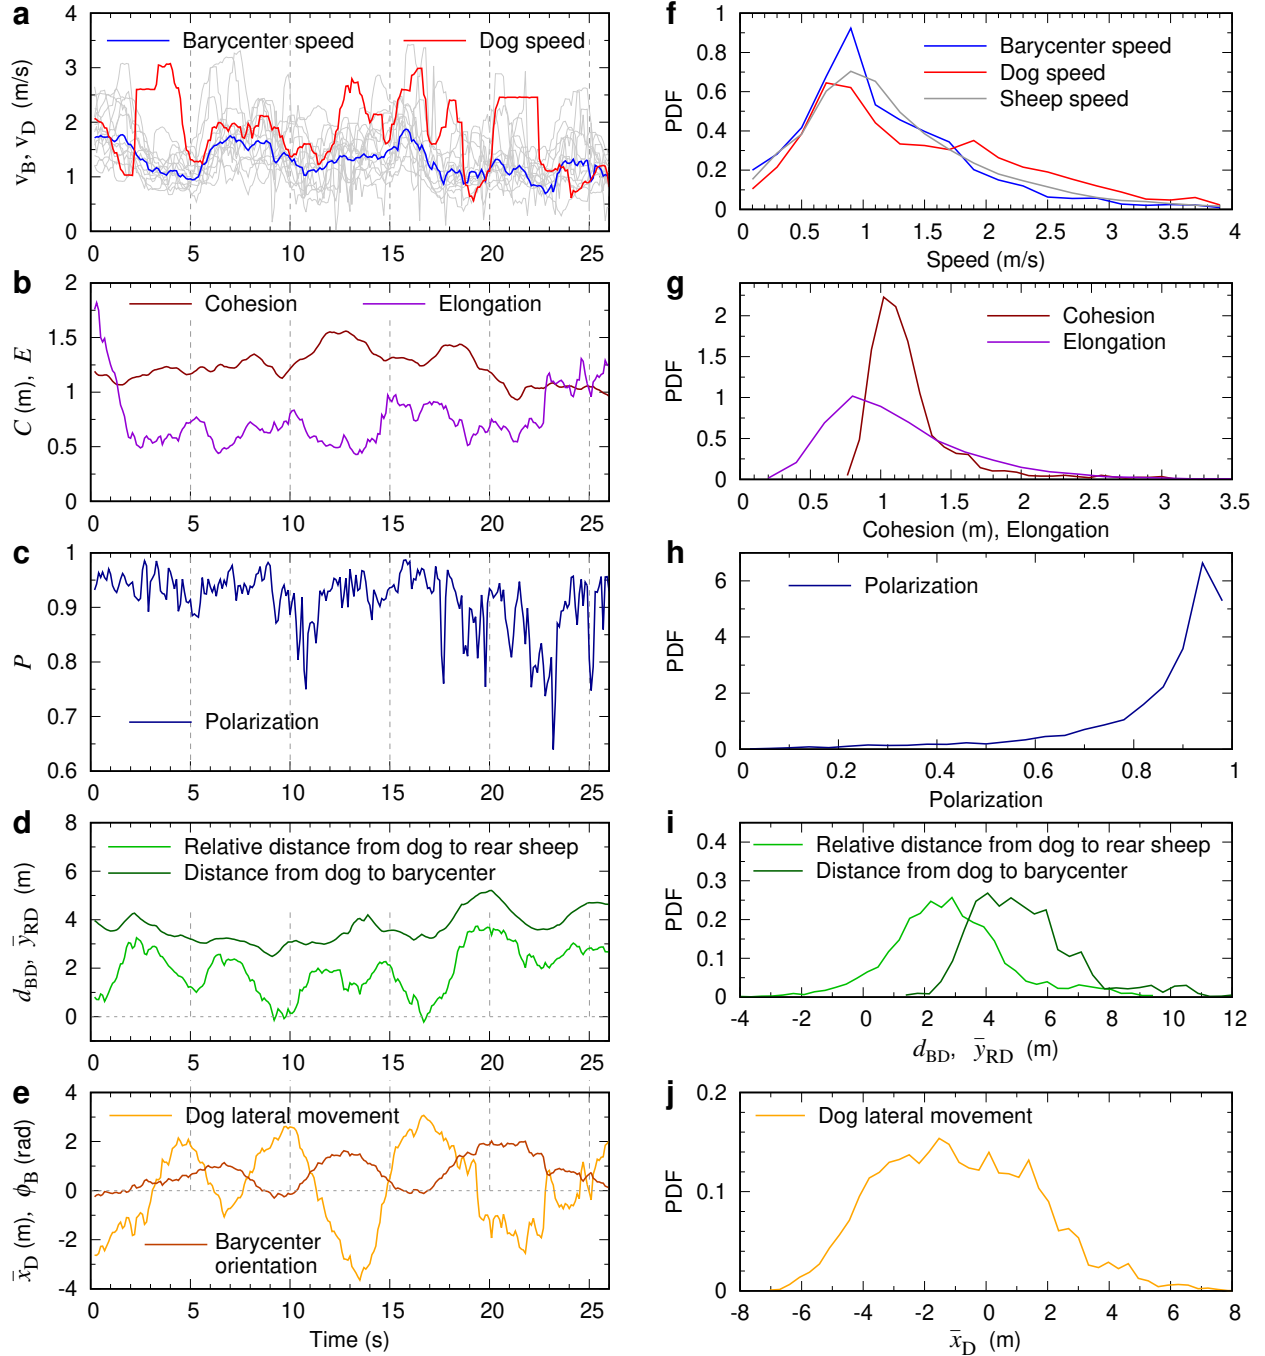 a
Barycenter speed
Dog speed
v_B, v_D (m/s)
4
3
2
1
0
0 5 10 15 20 25
b
Cohesion
Elongation
C (m), E
2
1.5
1
0.5
0
0 5 10 15 20 25
c
Polarization
P
1
0.9
0.8
0.7
0.6
0 5 10 15 20 25
d
Relative distance from dog to rear sheep
Distance from dog to barycenter
d_BD, ȳ_RD (m)
8
6
4
2
0
0 5 10 15 20 25
e
Dog lateral movement
Barycenter
orientation
x̄_D (m), ϕ_B (rad)
4
2
0
-2
-4
0 5 10 15 20 25
Time (s)
f
Barycenter speed
Dog speed
Sheep speed
PDF
1
0.8
0.6
0.4
0.2
0
0 0.5 1 1.5 2 2.5 3 3.5 4
Speed (m/s)
g
Cohesion
Elongation
PDF
2
1.5
1
0.5
0
0 0.5 1 1.5 2 2.5 3 3.5
Cohesion (m), Elongation
h
Polarization
PDF
6
4
2
0
0 0.2 0.4 0.6 0.8 1
Polarization
i
Relative distance from dog to rear sheep
Distance from dog to barycenter
PDF
0.4
0.3
0.2
0.1
0
-4 -2 0 2 4 6 8 10 12
d_BD, ȳ_RD (m)
j
Dog lateral movement
PDF
0.2
0.1
0
-8 -6 -4 -2 0 2 4 6 8
x̄_D (m)